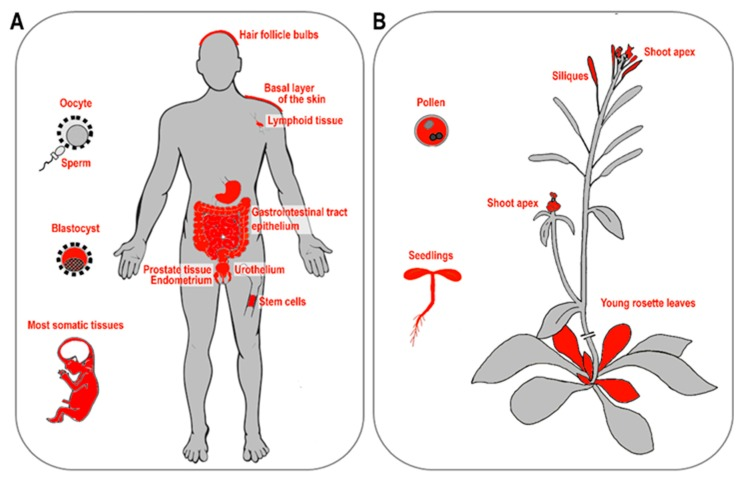 A
Hair follicle bulbs
Basal layer
of the skin
Lymphoid tissue
Oocyte
Sperm
Blastocyst
Gastrointestinal tract
epithelium
Prostate tissue
Endometrium
Urothelium
Stem cells
Most somatic tissues
B
Shoot apex
Siliques
Pollen
Shoot apex
Seedlings
Young rosette leaves